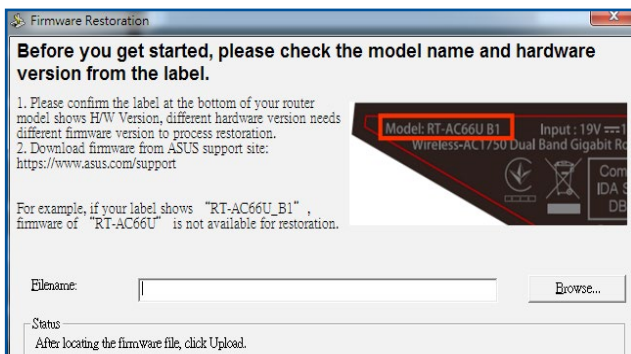 Firmware Restoration
Before you get started, please check the model name and hardware
version from the label.
1. Please confirm the label at the bottom of your router
model shows H/W Version, different hardware version needs
different firmware version to process restoration.
2. Download firmware from ASUS support site:
https://www.asus.com/support
For example, if your label shows “RT-AC66U_B1”,
firmware of “RT-AC66U” is not available for restoration.
Model: RT-AC66U B1 Input : 19V
Wireless-AC1750 Dual Band Gigabit
Com
IDA S
DB
Filename:
Browse...
Status
After locating the firmware file, click Upload.